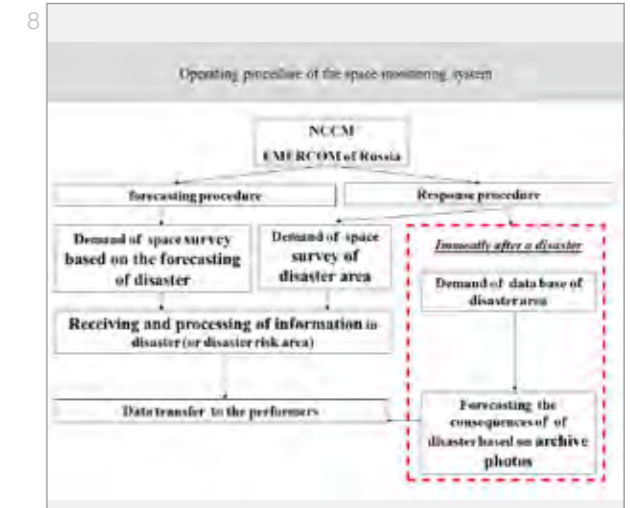 8
Operating procedure of the space monitoring system
NCCM
EMERCOM of Russia
forecasting procedure
Response procedure
Demand of space survey
based on the forecasting
of disaster
Demand of space
survey of
disaster area
Immeatly after a disaster
Demand of data base of
disaster area
Receiving and processing of information in
disaster (or disaster risk area)
Data transfer to the performers
Forecasting the
consequences of of
disaster based on archive
photos